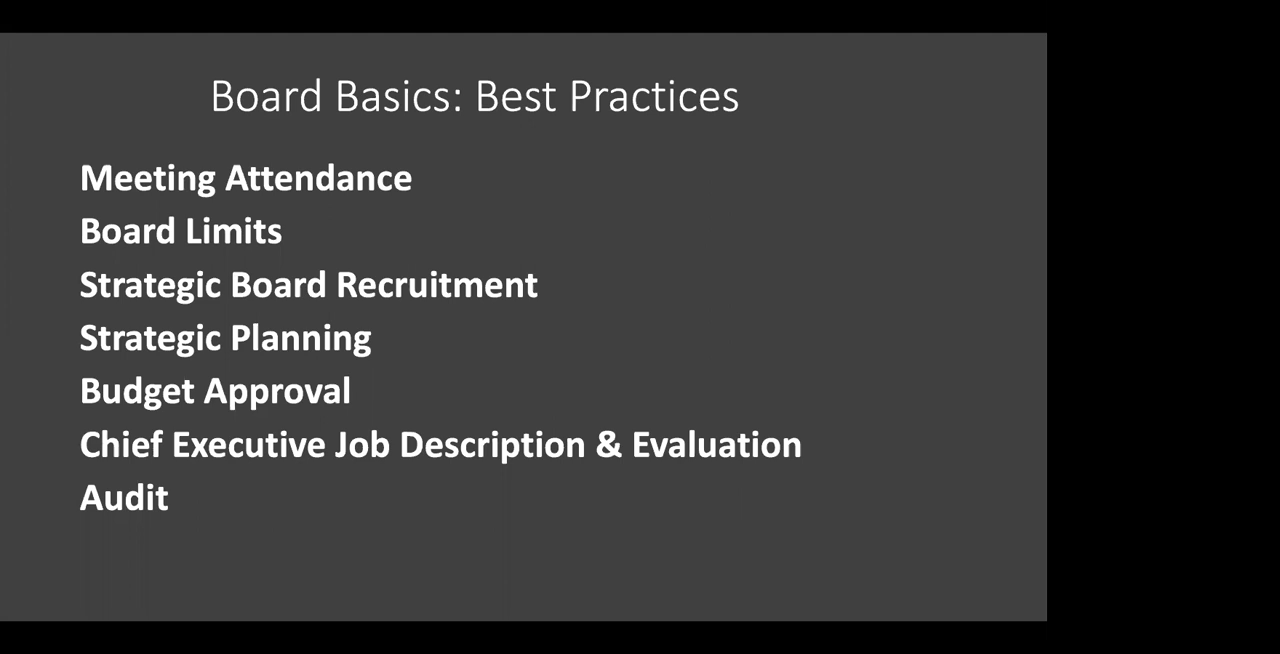 Board Basics: Best Practices
Meeting Attendance
Board Limits
Strategic Board Recruitment
Strategic Planning
Budget Approval
Chief Executive Job Description & Evaluation
Audit